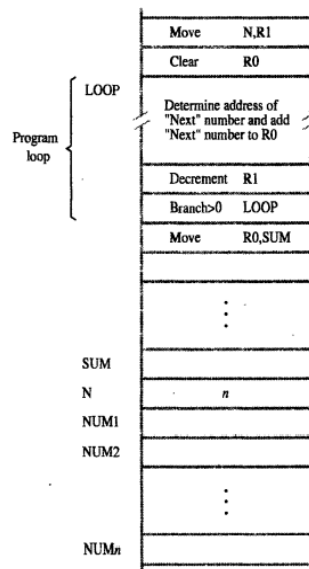 Move N,R1
Clear R0
LOOP
Determine address of
"Next" number and add
"Next" number to R0
Program
loop
Decrement R1
Branch>0 LOOP
Move R0,SUM
SUM
N n
NUM1
NUM2
NUMn